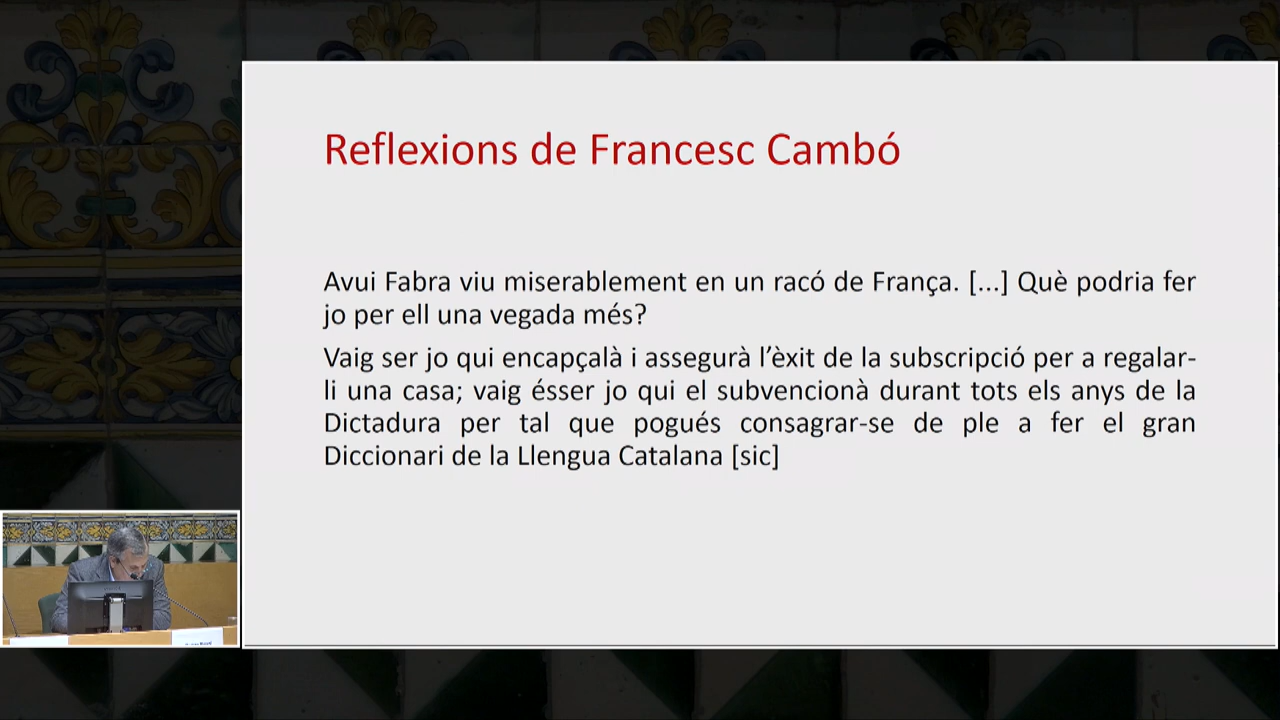 Reflexions de Francesc Cambó
Avui Fabra viu miserablement en un racó de França. [...] Què podria fer
jo per ell una vegada més?
Vaig ser jo qui encapçalà i assegurà l’èxit de la subscripció per a regalar-
li una casa; vaig ésser jo qui el subvencionà durant tots els anys de la
Dictadura per tal que pogués consagrar-se de ple a fer el gran
Diccionari de la Llengua Catalana [sic]